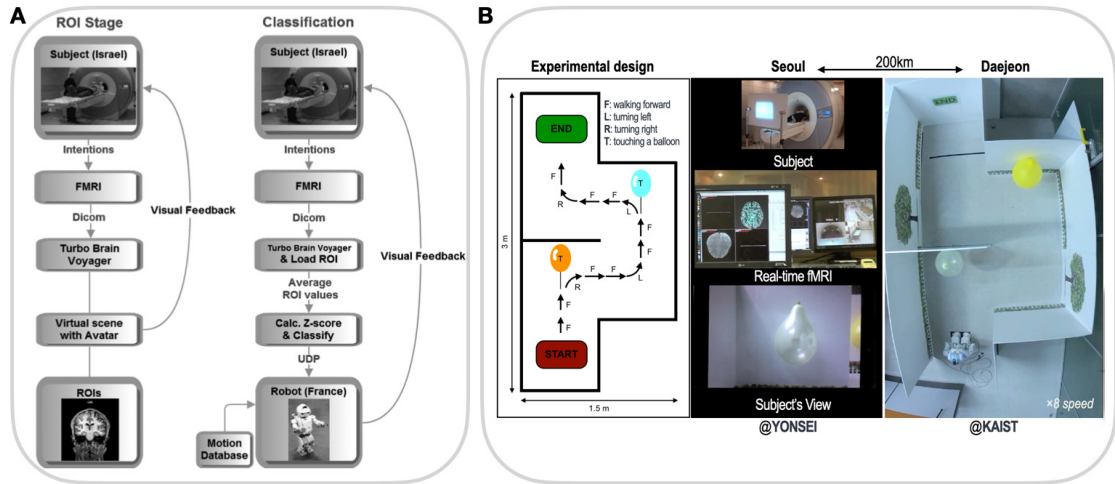 A
ROI Stage
Subject (Israel)
Intentions
FMRI
Dicom
Turbo Brain
Voyager
Virtual scene
with Avatar
ROIs
Visual Feedback
Classification
Subject (Israel)
Intentions
FMRI
Dicom
Turbo Brain Voyager
& Load ROI
Average
ROI values
Calc. Z-score
& Classify
UDP
Robot (France)
Motion
Database
Visual Feedback
B
Experimental design
F: walking forward
L: turning left
R: turning right
T: touching a balloon
END
T
F
F
F
R
L
F
F
T
F
F
R
F
F
L
F
F
START
3 m
1.5 m
Seoul
200km
Daejeon
Subject
Real-time fMRI
Subject's View
@YONSEI
END
×8 speed
@KAIST